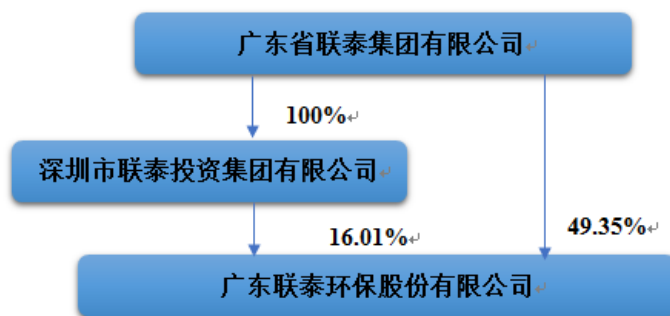 广东省联泰集团有限公司
100%
深圳市联泰投资集团有限公司
16.01%
49.35%
广东联泰环保股份有限公司